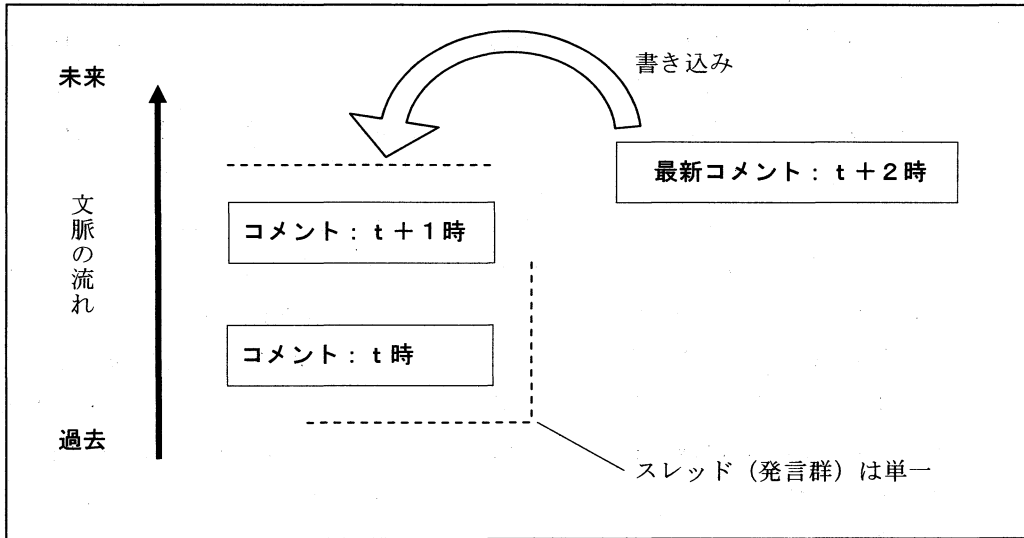 未来
書き込み
最新コメント：ｔ＋２時
文脈の流れ
コメント：ｔ＋１時
コメント：ｔ時
過去
スレッド（発言群）は単一